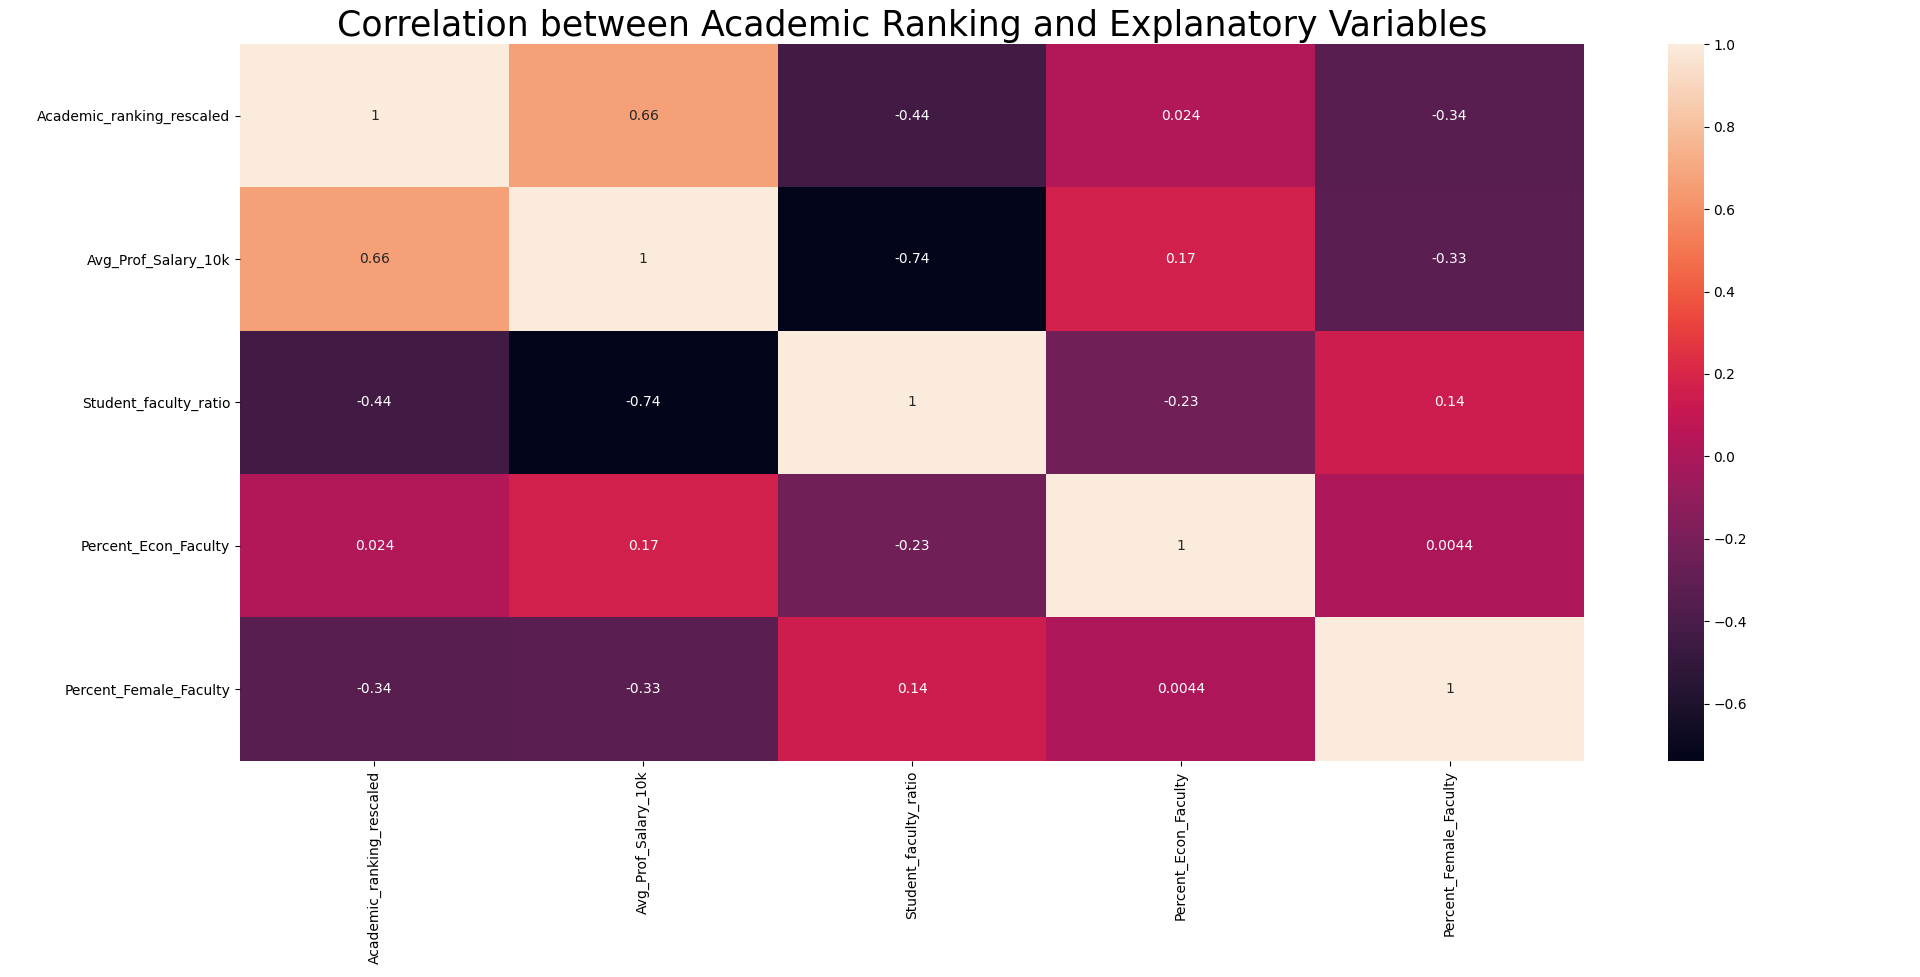 Correlation between Academic Ranking and Explanatory Variables
Academic_ranking_rescaled
1 0.66 -0.44 0.024 -0.34
Avg_Prof_Salary_10k
0.66 1 -0.74 0.17 -0.33
Student_faculty_ratio
-0.44 -0.74 1 -0.23 0.14
Percent_Econ_Faculty
0.024 0.17 -0.23 1 0.0044
Percent_Female_Faculty
-0.34 -0.33 0.14 0.0044 1
Academic_ranking_rescaled
Avg_Prof_Salary_10k
Student_faculty_ratio
Percent_Econ_Faculty
Percent_Female_Faculty
1.0
0.8
0.6
0.4
0.2
0.0
−0.2
−0.4
−0.6